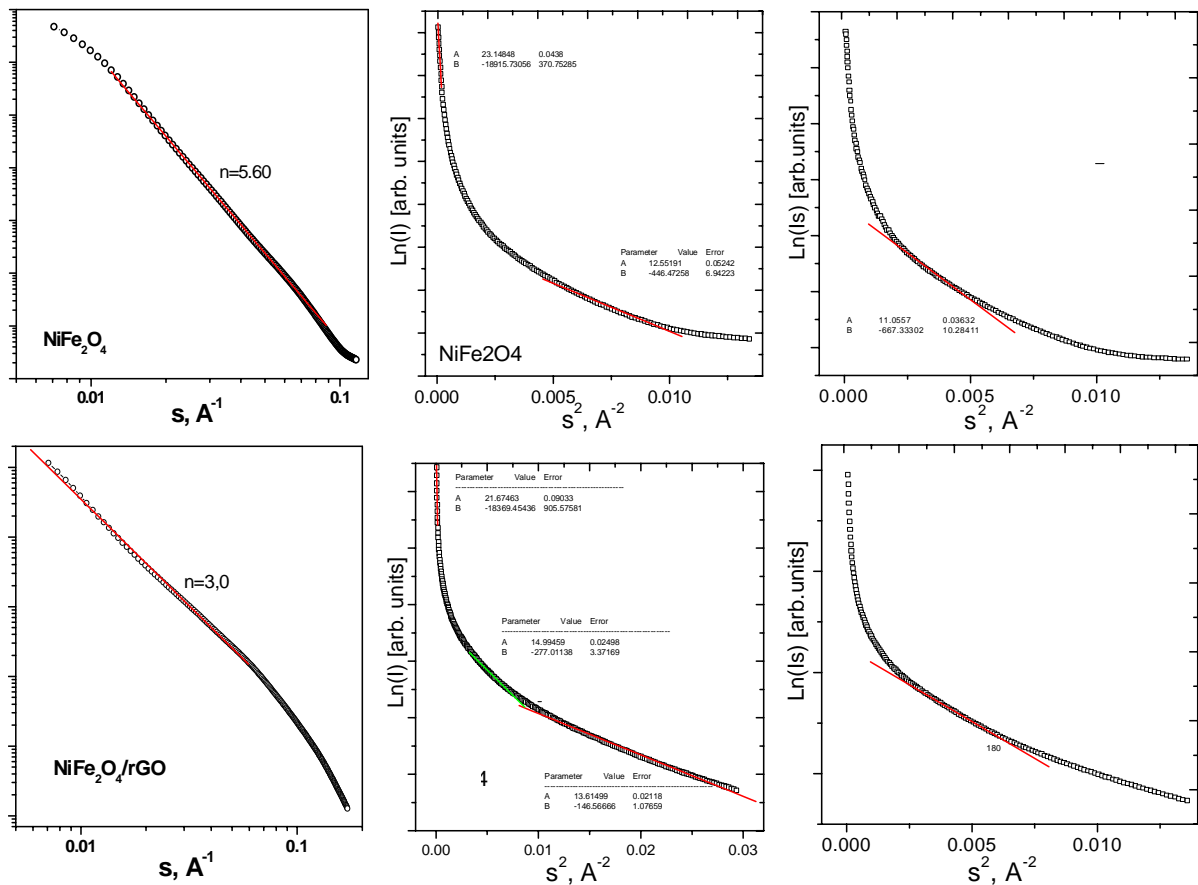 n=5.60
NiFe2O4
0.01
0.1
s, A-1
Ln(I) [arb. units]
A 23.14848 0.0438
B -18915.73056 370.75285
Parameter Value Error
A 12.55191 0.05242
B -446.47258 6.94223
NiFe2O4
0.000
0.005
0.010
s2, A-2
Ln(Is) [arb.units]
A 11.0557 0.03632
B -667.33302 10.28411
0.000
0.005
0.010
s2, A-2
n=3,0
NiFe2O4/rGO
0.01
0.1
s, A-1
Ln(I) [arb. units]
Parameter Value Error
A 21.67463 0.09033
B -18369.45436 905.57581
Parameter Value Error
A 14.99459 0.02498
B -277.01138 3.37169
Parameter Value Error
A 13.61499 0.02118
B -146.56666 1.07659
0.00
0.01
0.02
0.03
s2, A-2
Ln(Is) [arb. units]
180
0.000
0.005
0.010
s2, A-2